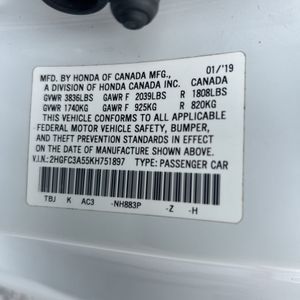 01/'19
MFD. BY HONDA OF CANADA MFG., CANADA
A DIVISION OF HONDA CANADA INC.
GVWR 3836LBS GAWR F 2039LBS R 1808LBS
GVWR 1740KG GAWR F 925KG R 820KG
THIS VEHICLE CONFORMS TO ALL APPLICABLE
FEDERAL MOTOR VEHICLE SAFETY, BUMPER,
AND THEFT PREVENTION STANDARDS IN EFFECT
ON THE DATE OF MANUFACTURE SHOWN ABOVE.
V.I.N: 2HGFC3A55KH751897 TYPE: PASSENGER CAR
TBJ K AC3 -NH883P -Z -H